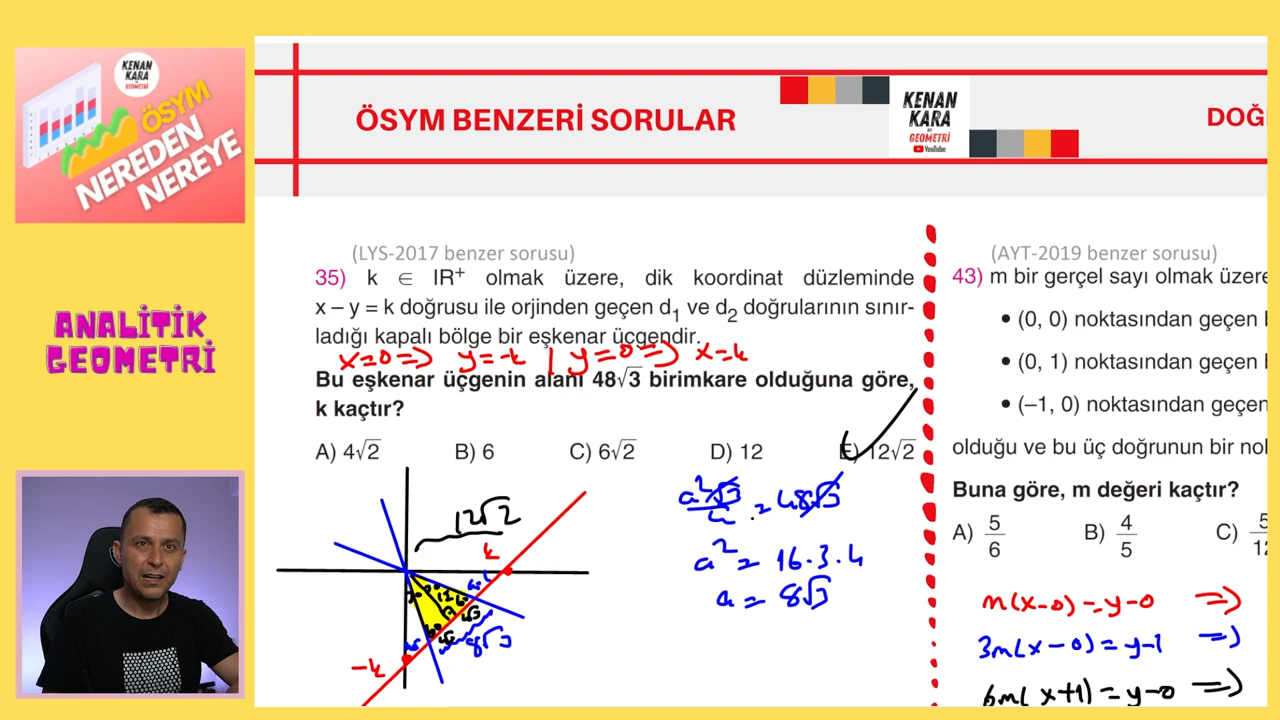 KENAN
KARA
ile
GEOMETRİ
ÖSYM
NEREDEN
NEREYE
ANALİTİK
GEOMETRİ
ÖSYM BENZERİ SORULAR
KENAN
KARA
ile
GEOMETRİ
YouTube
DOĞ
(LYS-2017 benzer sorusu)
35) k ∈ IR⁺ olmak üzere, dik koordinat düzleminde
x – y = k doğrusu ile orjinden geçen d₁ ve d₂ doğrularının sınır-
ladığı kapalı bölge bir eşkenar üçgendir.
x=0 => y=-k | y=0 => x=k
Bu eşkenar üçgenin alanı 48√3 birimkare olduğuna göre,
k kaçtır?
A) 4√2 B) 6 C) 6√2 D) 12 E) 12√2
12√2
k
-k
8√3
a²√3/4 = 48√3
a² = 16.3.4
a = 8√3
(AYT-2019 benzer sorusu)
43) m bir gerçel sayı olmak üzere
• (0, 0) noktasından geçen
• (0, 1) noktasından geçen
• (–1, 0) noktasından geçen
olduğu ve bu üç doğrunun bir
Buna göre, m değeri kaçtır?
A) 5/6 B) 4/5 C)
m(x-0)=y-0 =>
3m(x-0)=y-1 =>
6m(x+1)=y-0 =>